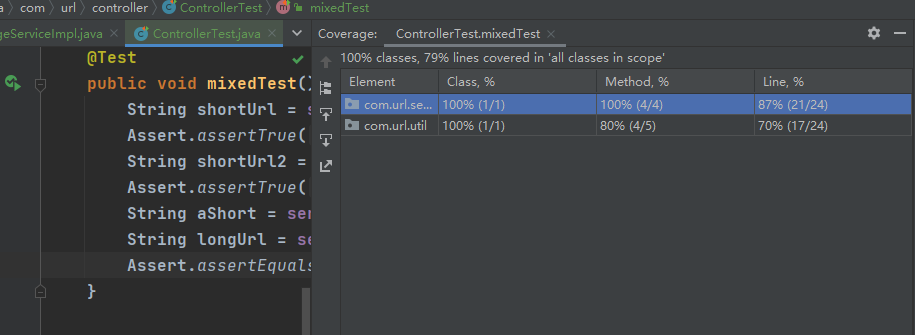 a › com › url › controller › ControllerTest › mixedTest
geServiceImpl.java × ControllerTest.java × Coverage: ControllerTest.mixedTest ×
100% classes, 79% lines covered in 'all classes in scope'
Element Class, % Method, % Line, %
com.url.se... 100% (1/1) 100% (4/4) 87% (21/24)
com.url.util 100% (1/1) 80% (4/5) 70% (17/24)
@Test
public void mixedTest()
String shortUrl = s
Assert.assertTrue(
String shortUrl2 =
Assert.assertTrue(
String aShort = ser
String longUrl = se
Assert.assertEquals
}